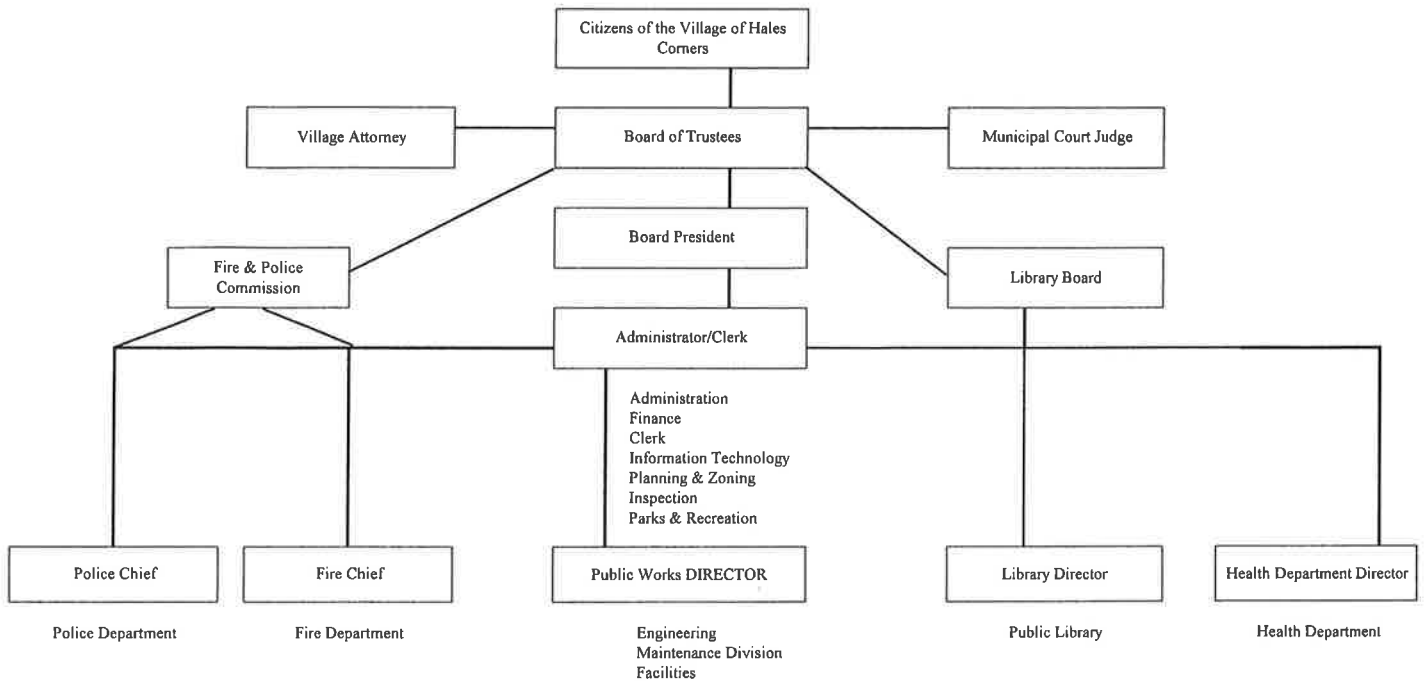 Citizens of the Village of Hales
Corners
Village Attorney
Board of Trustees
Municipal Court Judge
Board President
Fire & Police
Commission
Library Board
Administrator/Clerk
Administration
Finance
Clerk
Information Technology
Planning & Zoning
Inspection
Parks & Recreation
Police Chief
Fire Chief
Public Works DIRECTOR
Library Director
Health Department Director
Police Department
Fire Department
Engineering
Maintenance Division
Facilities
Public Library
Health Department